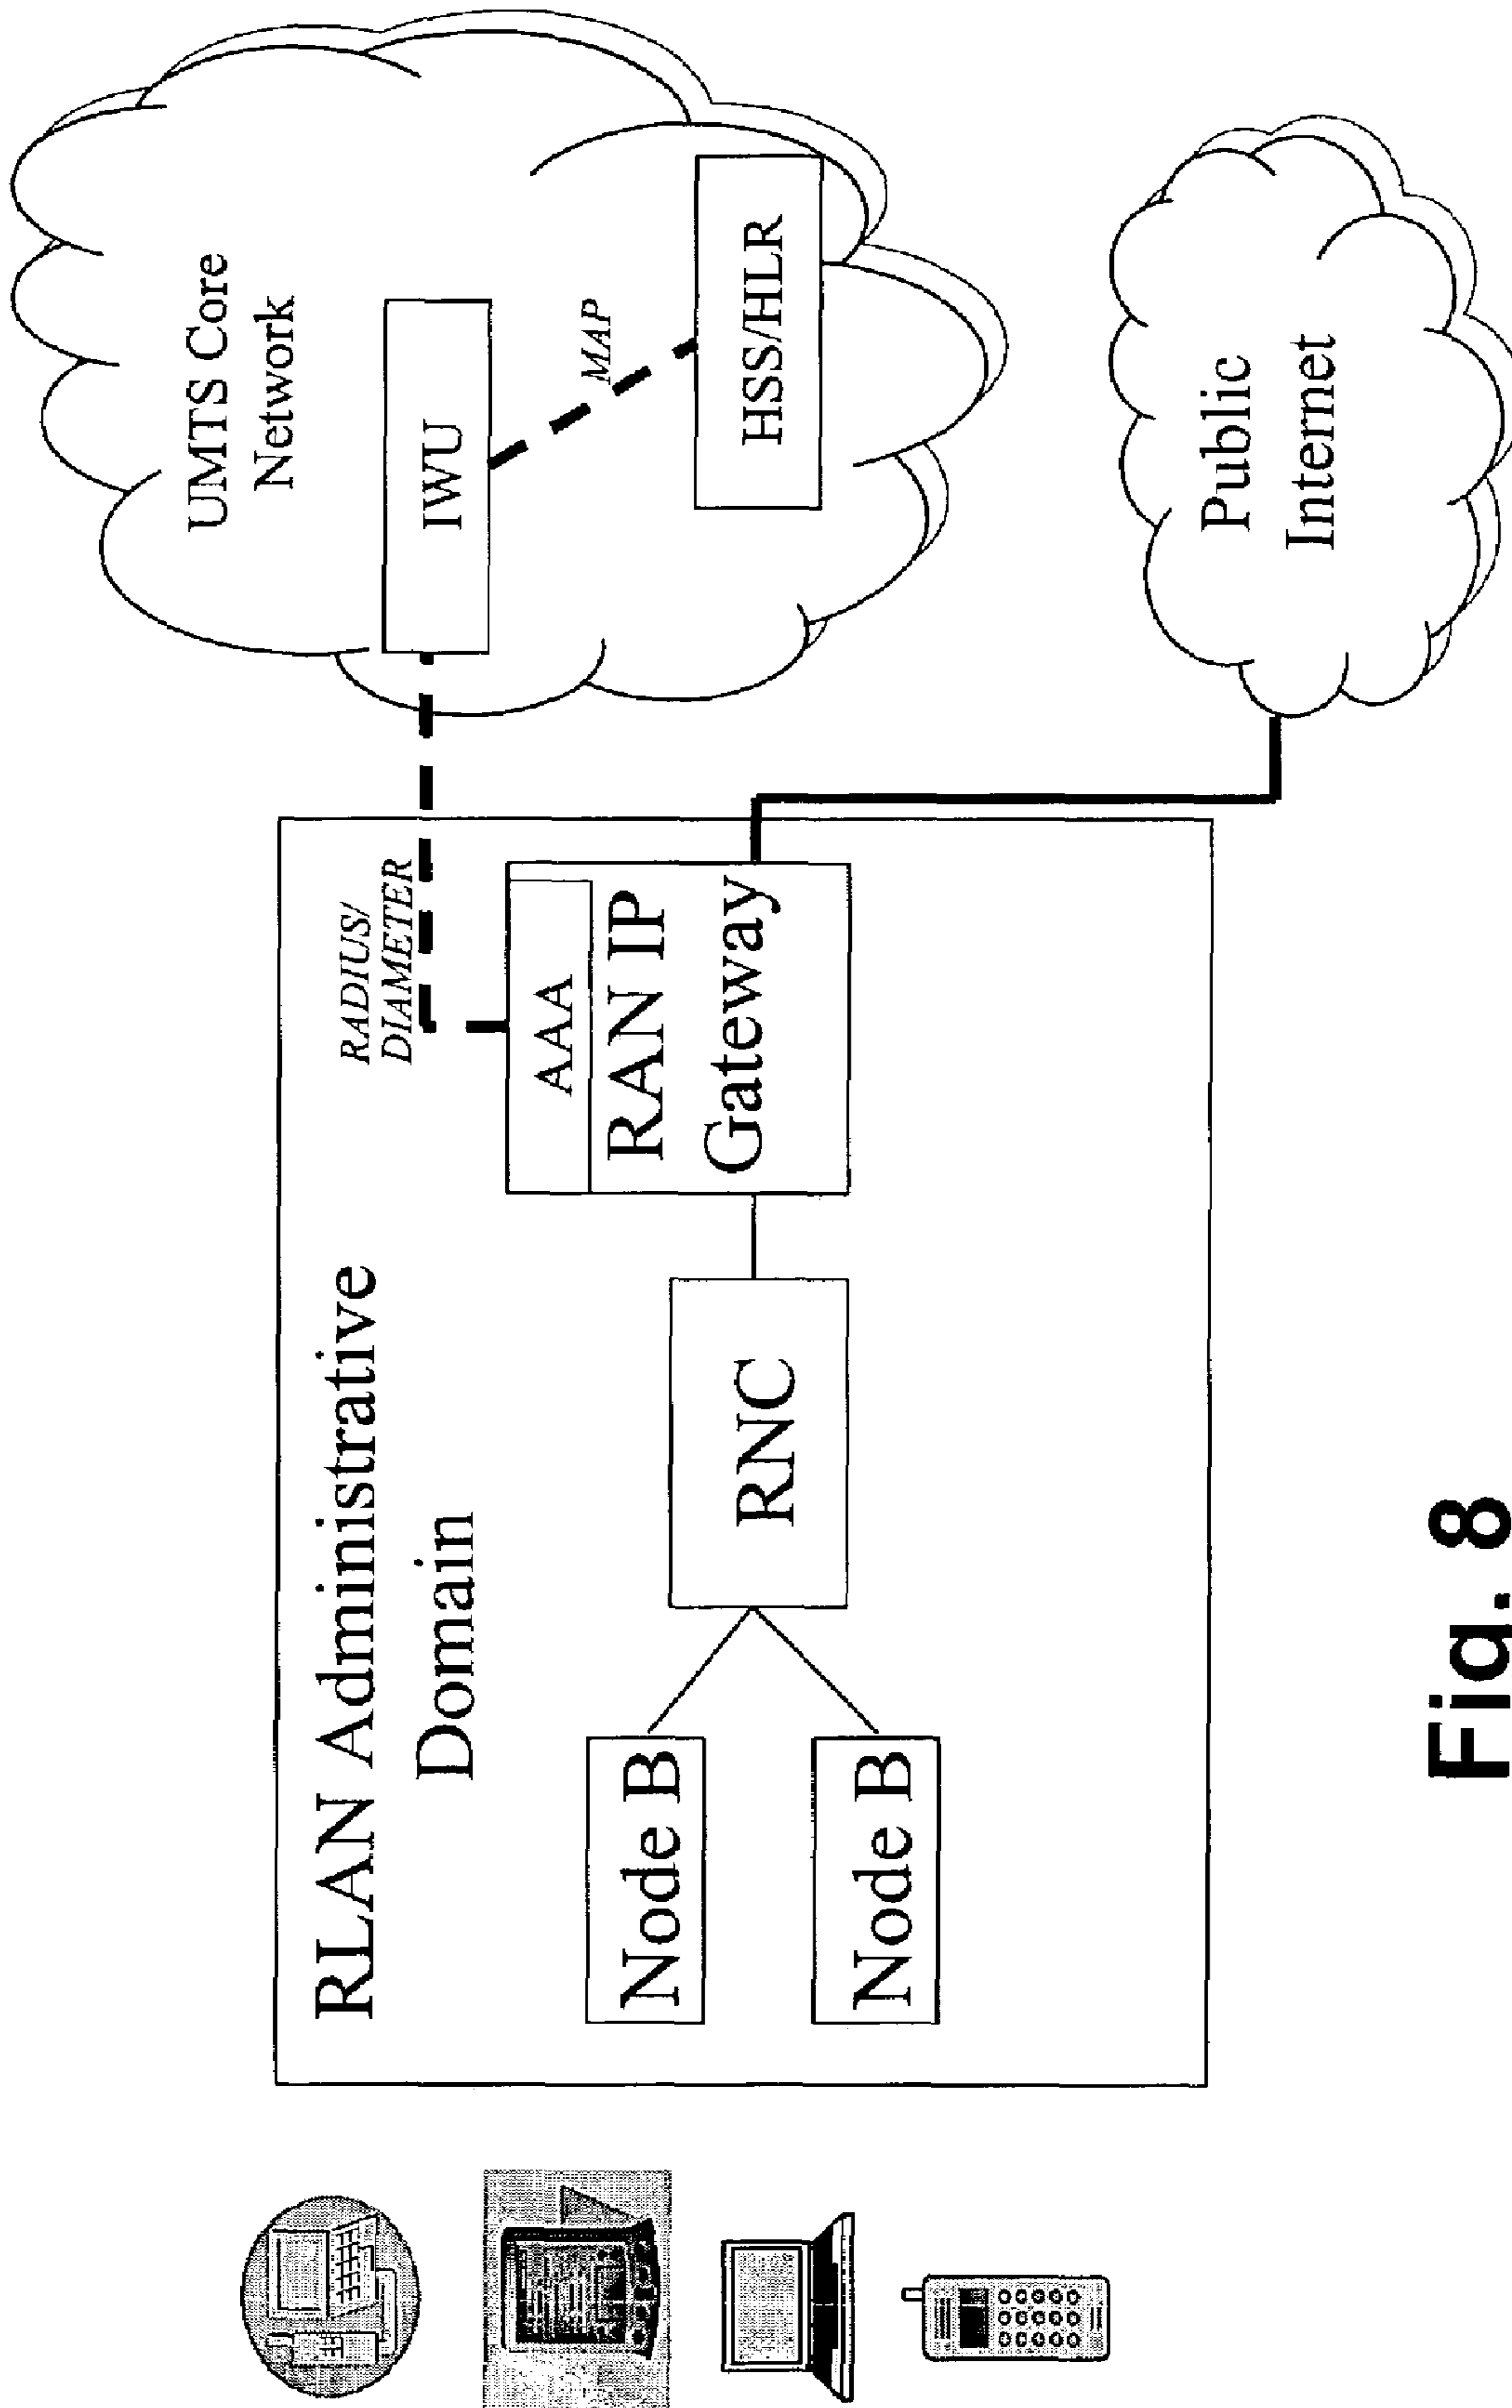 RLAN Administrative
Domain
Node B
Node B
RNC
AAA
RAN IP
Gateway
RADIUS/
DIAMETER
UMTS Core
Network
IWU
MAP
HSS/HLR
Public
Internet
Fig. 8